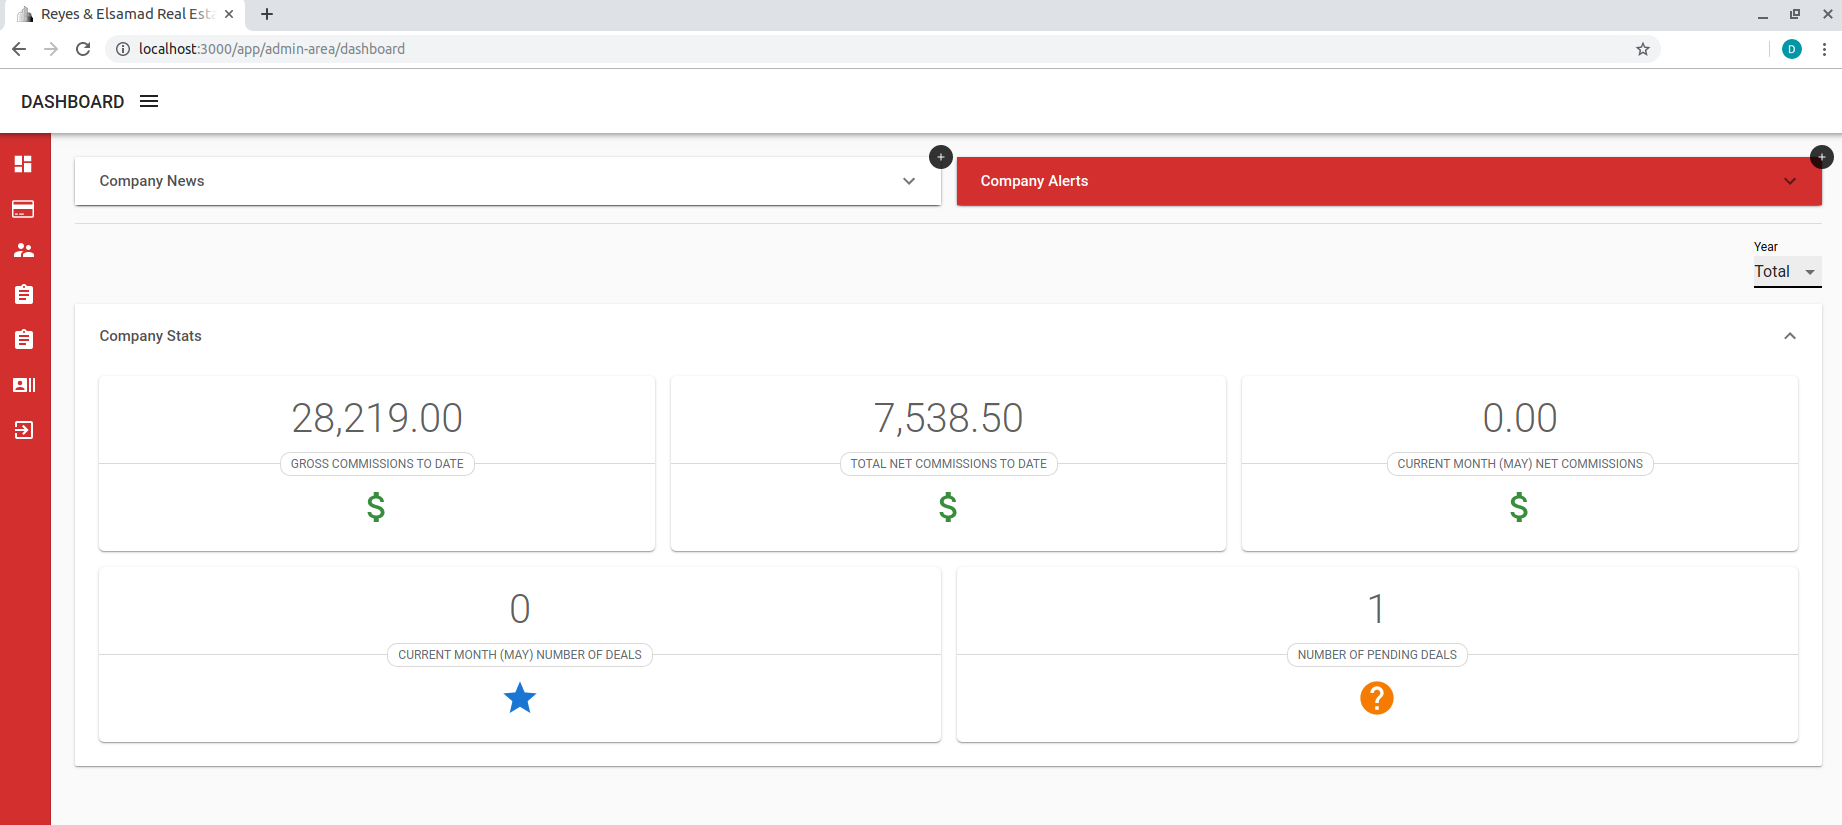 Reyes & Elsamad Real Est
localhost:3000/app/admin-area/dashboard
D
DASHBOARD
Company News
Company Alerts
Year
Total
Company Stats
28,219.00
GROSS COMMISSIONS TO DATE
$
7,538.50
TOTAL NET COMMISSIONS TO DATE
$
0.00
CURRENT MONTH (MAY) NET COMMISSIONS
$
0
CURRENT MONTH (MAY) NUMBER OF DEALS
1
NUMBER OF PENDING DEALS
?